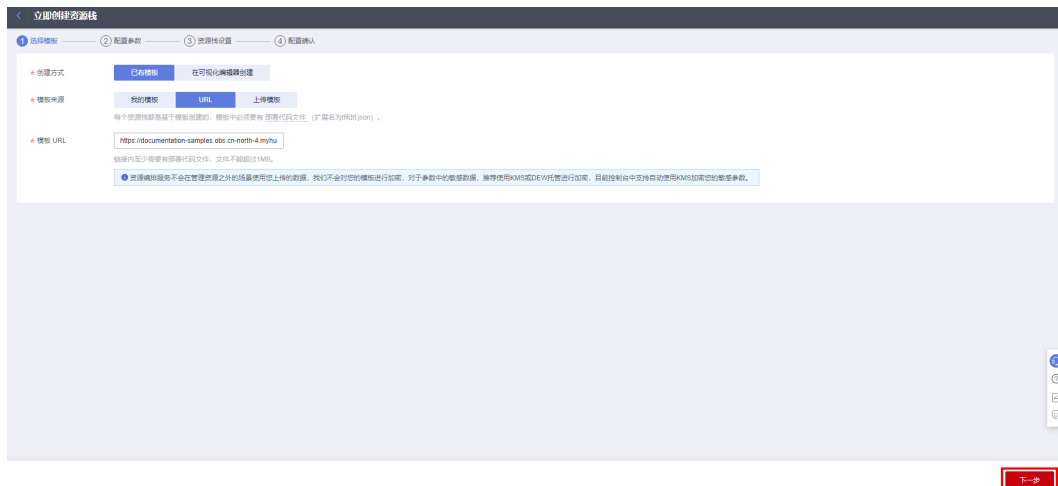 立即创建资源栈
1 选择模板 2 配置参数 3 资源栈设置 4 配置确认
★ 创建方式 已有模板 在可视化编辑器创建
★ 模板来源 我的模板 URL 上传模板
每个资源栈都是基于模板创建的，模板中必须要有 部署代码文件 （扩展名为tf和tf.json）。
★ 模板 URL https://documentation-samples.obs.cn-north-4.myhu
链接内至少需要有部署代码文件，文件不能超过1MB。
资源编排服务不会在管理资源之外的场景使用您上传的数据，我们不会对您的模板进行加密，对于参数中的敏感数据，推荐使用KMS或DEW托管进行加密，目前控制台中支持自动使用KMS加密您的敏感参数。
下一步